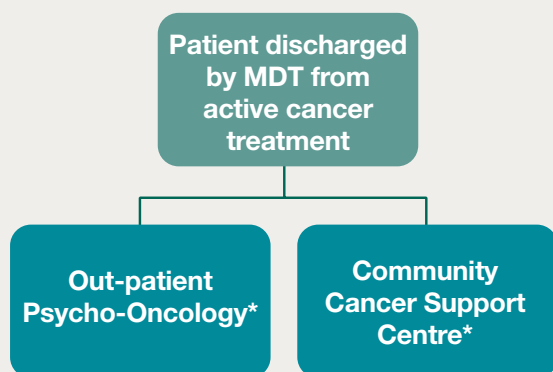 Patient discharged
by MDT from
active cancer
treatment
Out-patient
Psycho-Oncology*
Community
Cancer Support
Centre*